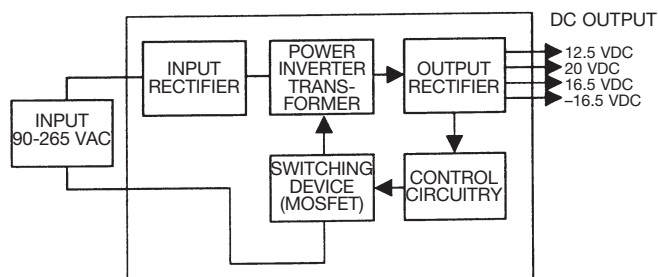 DC OUTPUT
INPUT
RECTIFIER
POWER
INVERTER
TRANS-
FORMER
OUTPUT
RECTIFIER
12.5 VDC
20 VDC
16.5 VDC
–16.5 VDC
INPUT
90-265 VAC
SWITCHING
DEVICE
(MOSFET)
CONTROL
CIRCUITRY